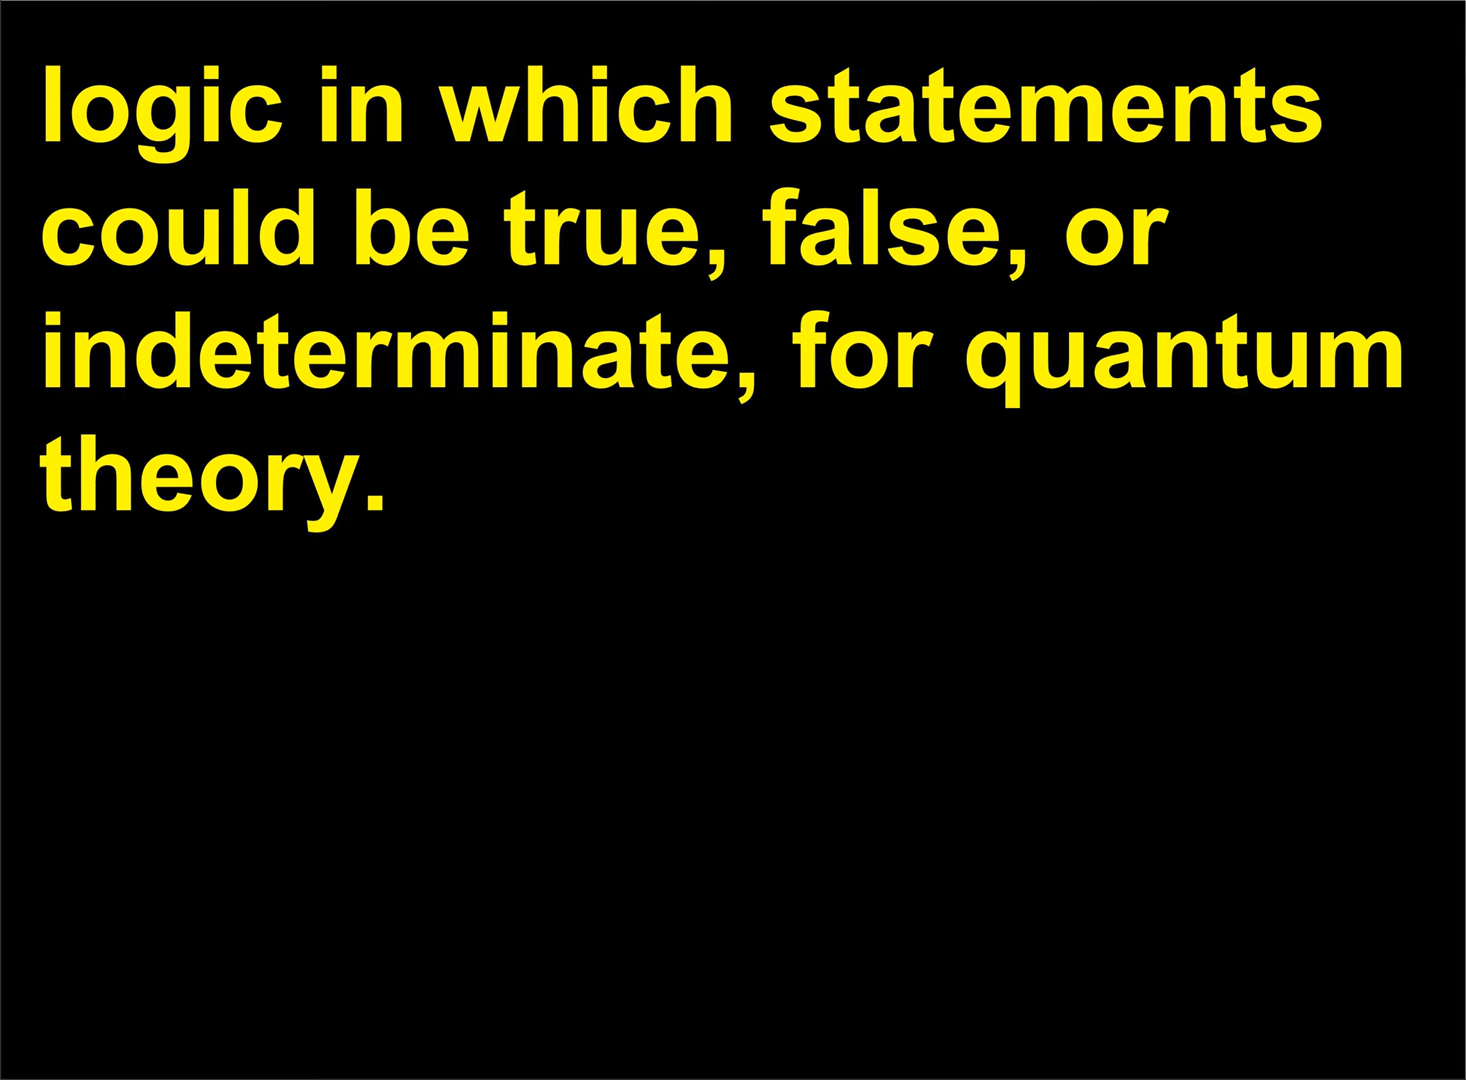 logic in which statements
could be true, false, or
indeterminate, for quantum
theory.